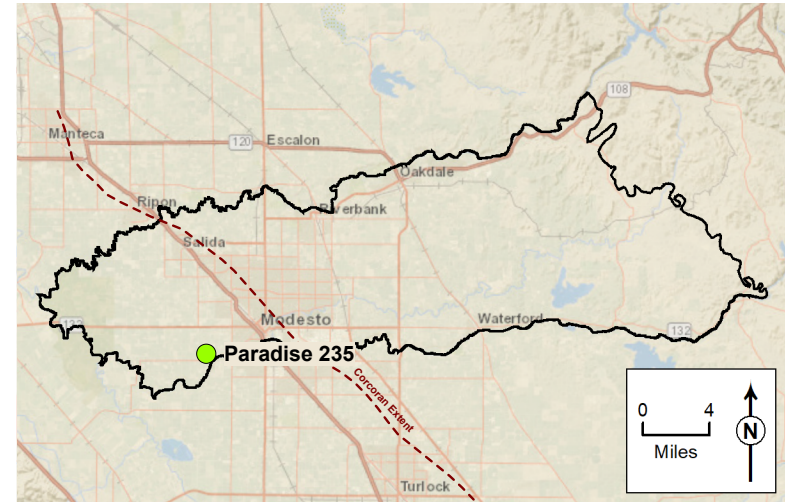 108
Manteca
120
Escalon
Oakdale
Ripon
Riverbank
Salida
132
Modesto
Waterford
132
Paradise 235
Corcoran Extent
0 4
Miles
N
Turlock